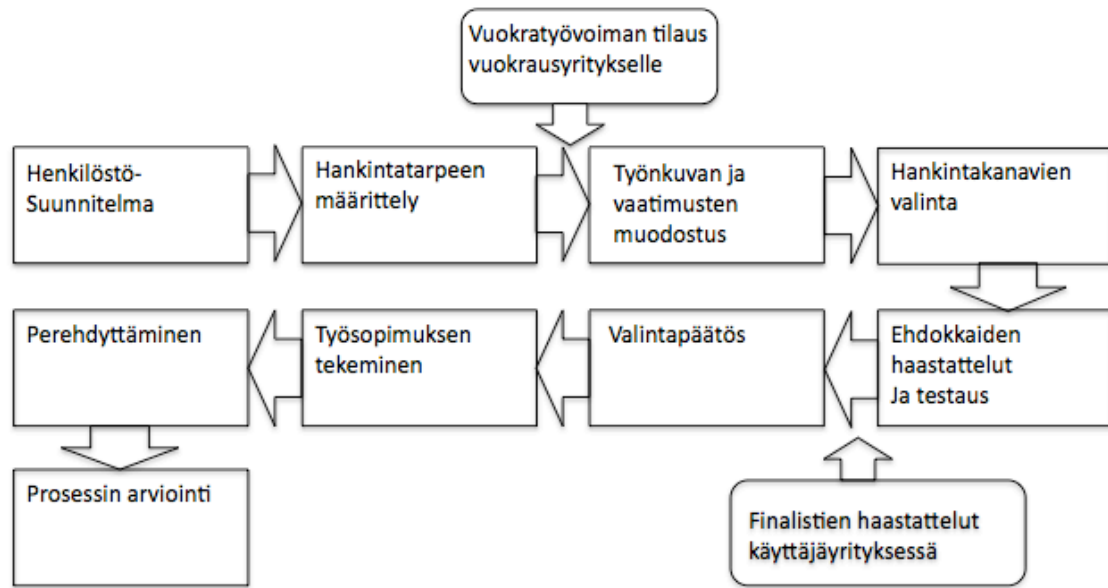 Vuokratyövoiman tilaus
vuokrausyritykselle
Henkilöstö-
Suunnitelma
Hankintatarpeen
määrittely
Työnkuvan ja
vaatimusten
muodostus
Hankintakanavien
valinta
Perehdyttäminen
Työsopimuksen
tekeminen
Valintapäätös
Ehdokkaiden
haastattelut
Ja testaus
Prosessin arviointi
Finalistien haastattelut
käyttäjäyrityksessä